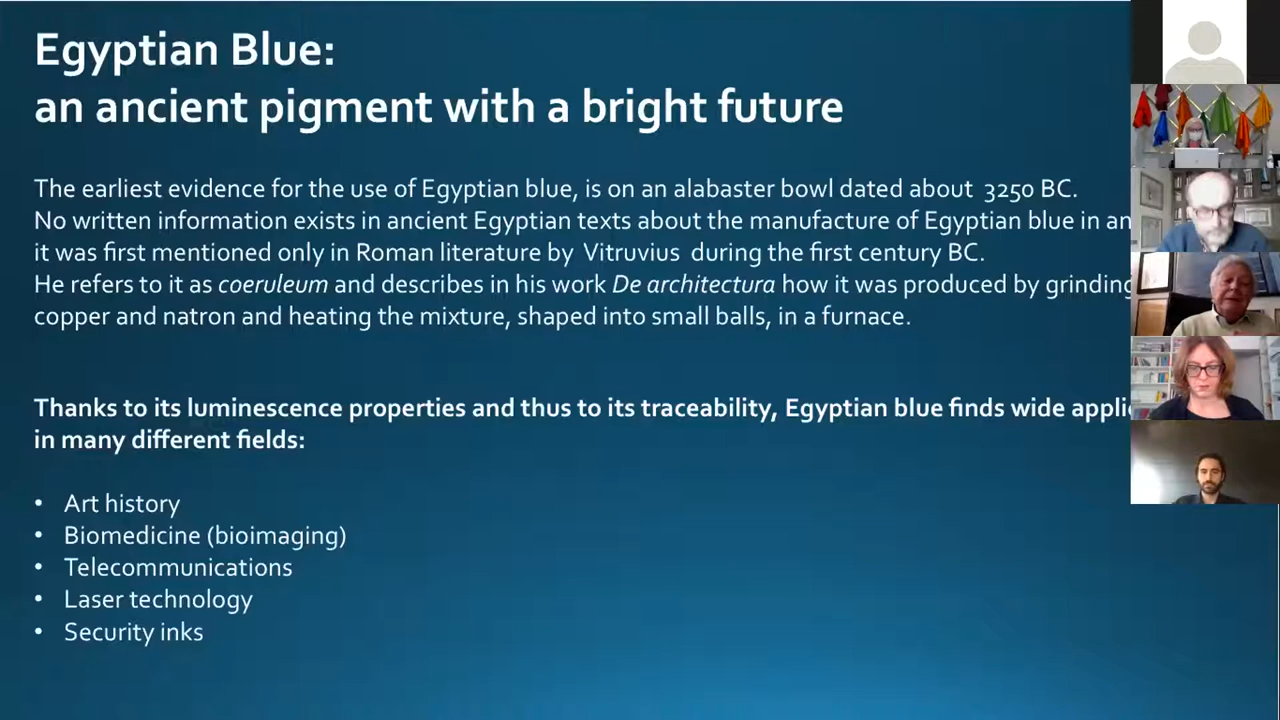 Egyptian Blue:
an ancient pigment with a bright future
The earliest evidence for the use of Egyptian blue, is on an alabaster bowl dated about 3250 BC.
No written information exists in ancient Egyptian texts about the manufacture of Egyptian blue in
it was first mentioned only in Roman literature by Vitruvius during the first century BC.
He refers to it as coeruleum and describes in his work De architectura how it was produced by grinding
copper and natron and heating the mixture, shaped into small balls, in a furnace.
Thanks to its luminescence properties and thus to its traceability, Egyptian blue finds wide
in many different fields:
• Art history
• Biomedicine (bioimaging)
• Telecommunications
• Laser technology
• Security inks